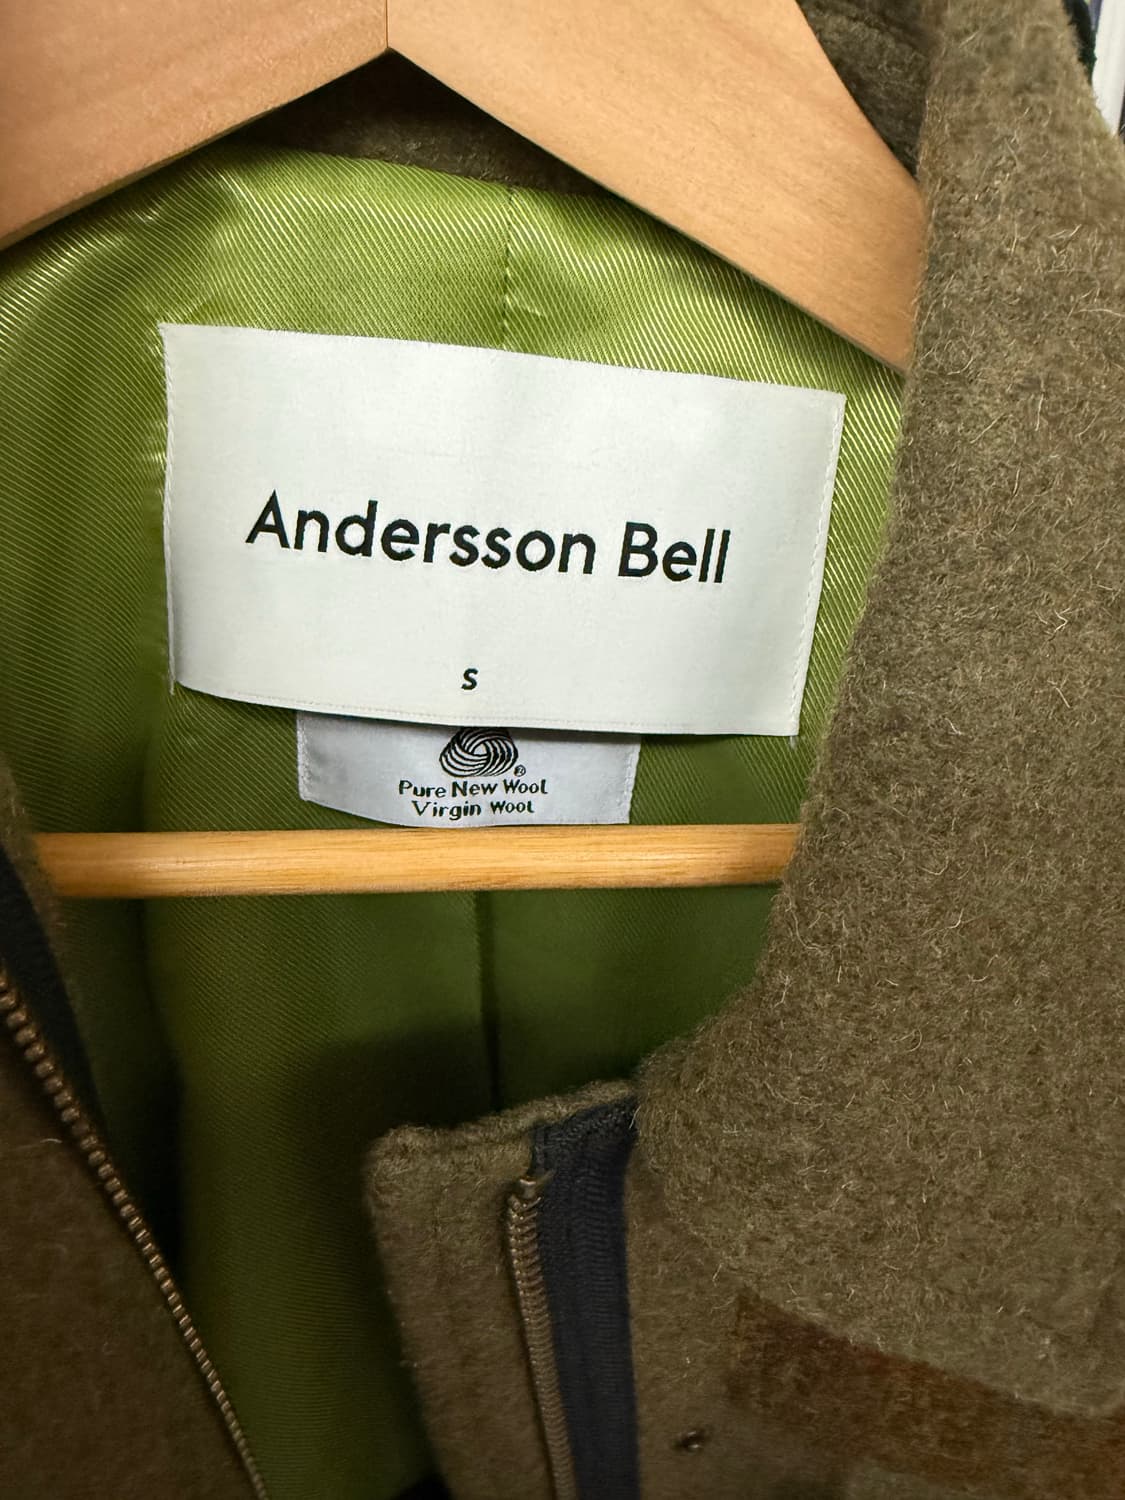 Andersson Bell
S
®
Pure New Wool
Virgin Wool